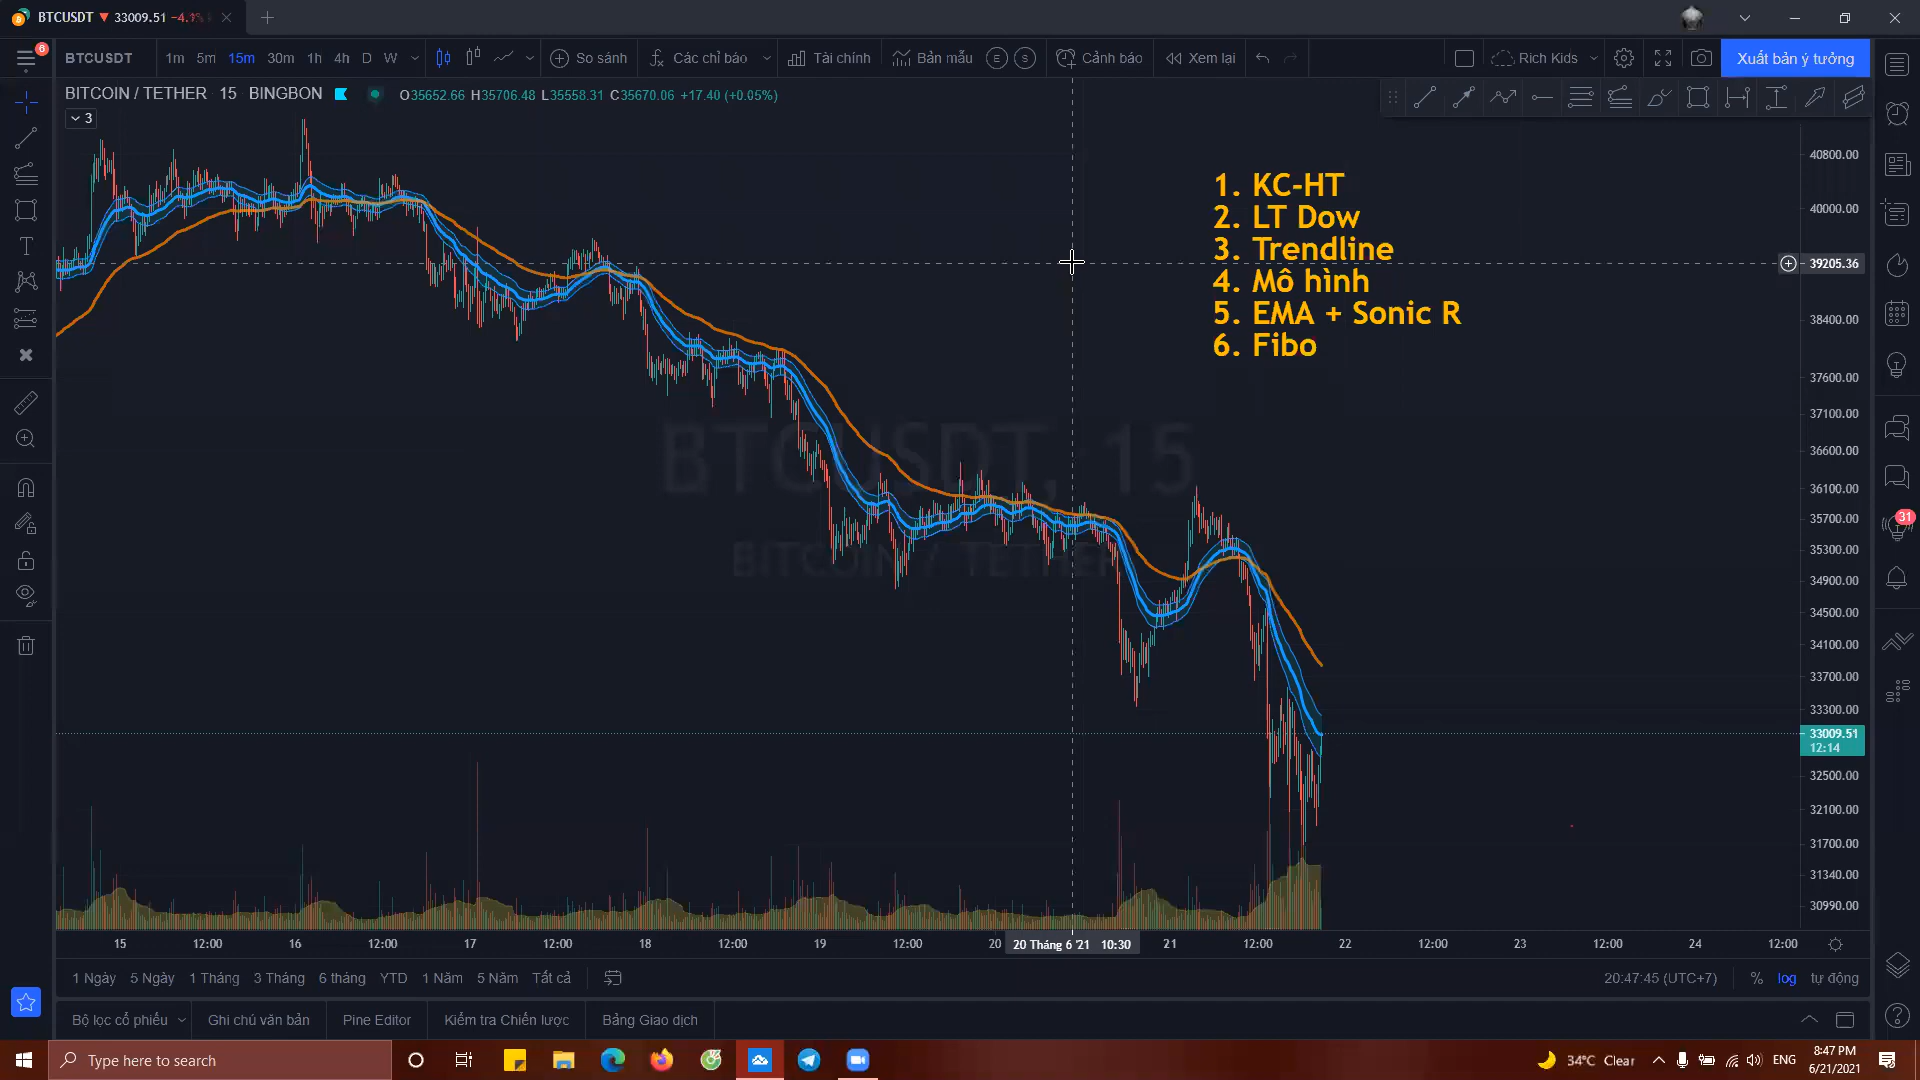 BTCUSDT ▼ 33009.51 −4.1%
6
BTCUSDT 1m 5m 15m 30m 1h 4h D W So sánh Các chỉ báo Tài chính Bản mẫu E S Cảnh báo Xem lại Rich Kids Xuất bản ý tưởng
BITCOIN / TETHER 15 BINGBON O35652.66 H35706.48 L35558.31 C35670.06 +17.40 (+0.05%)
3
1. KC-HT
2. LT Dow
3. Trendline
4. Mô hình
5. EMA + Sonic R
6. Fibo
BTCUSDT, 15
BITCOIN / TETHER
40800.00
40000.00
39205.36
38400.00
37600.00
37100.00
36600.00
36100.00
35700.00
35300.00
34900.00
34500.00
34100.00
33700.00
33300.00
33009.51
12:14
32500.00
32100.00
31700.00
31340.00
30990.00
31
15 12:00 16 12:00 17 12:00 18 12:00 19 12:00 20 20 Tháng 6 '21 10:30 21 12:00 22 12:00 23 12:00 24 12:00
1 Ngày 5 Ngày 1 Tháng 3 Tháng 6 tháng YTD 1 Năm 5 Năm Tất cả 20:47:45 (UTC+7) % log tự động
Bộ lọc cổ phiếu Ghi chú văn bản Pine Editor Kiểm tra Chiến lược Bảng Giao dịch
Type here to search 34°C Clear ENG 8:47 PM
6/21/2021